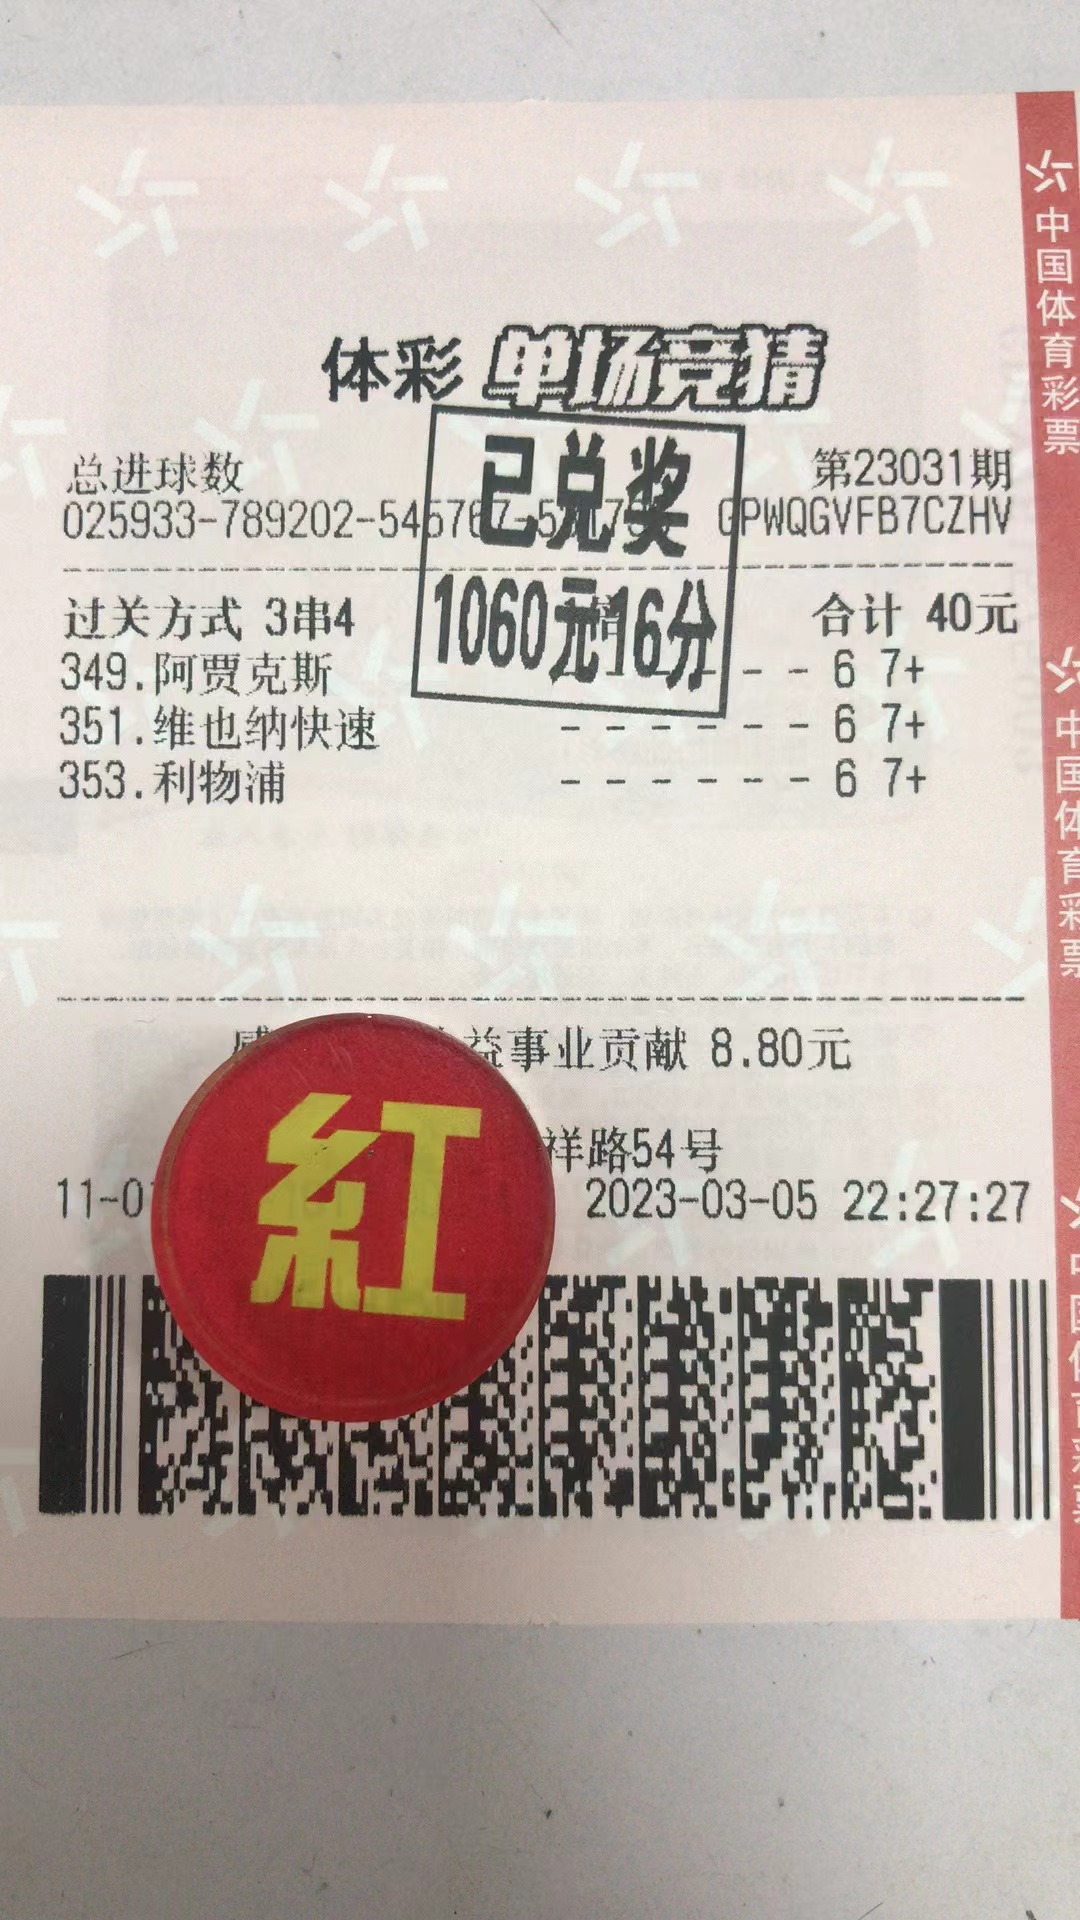 体彩 单场竞猜
总进球数 第23031期
025933-789202-54576 GPWQGVFB7CZHV
已兑奖
1060元16分
过关方式 3串4 倍 合计 40元
349.阿贾克斯 - - - 6 7+
351.维也纳快速 - - - - - - 6 7+
353.利物浦 - - - - - - 6 7+
益事业贡献 8.80元
祥路54号
11-0 2023-03-05 22:27:27
紅
中国体育彩票
中国体育彩票